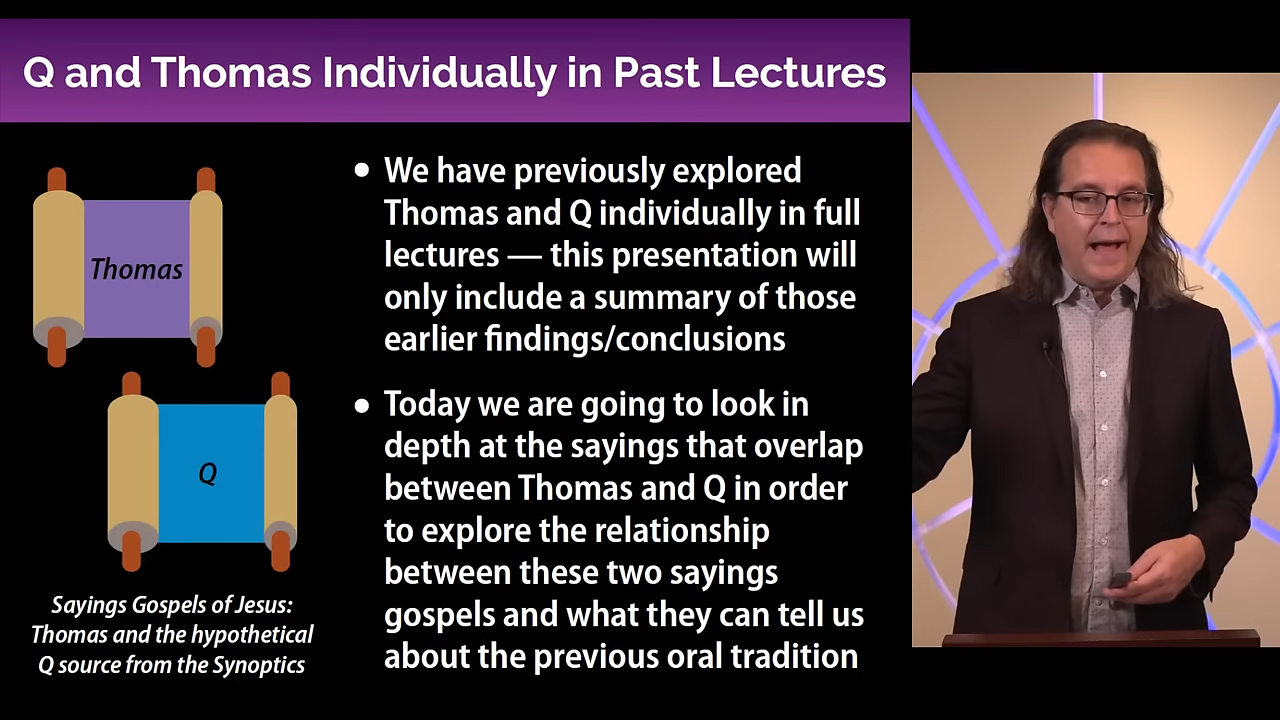 Q and Thomas Individually in Past Lectures
Thomas
Q
Sayings Gospels of Jesus:
Thomas and the hypothetical
Q source from the Synoptics
• We have previously explored
Thomas and Q individually in full
lectures — this presentation will
only include a summary of those
earlier findings/conclusions
• Today we are going to look in
depth at the sayings that overlap
between Thomas and Q in order
to explore the relationship
between these two sayings
gospels and what they can tell us
about the previous oral tradition